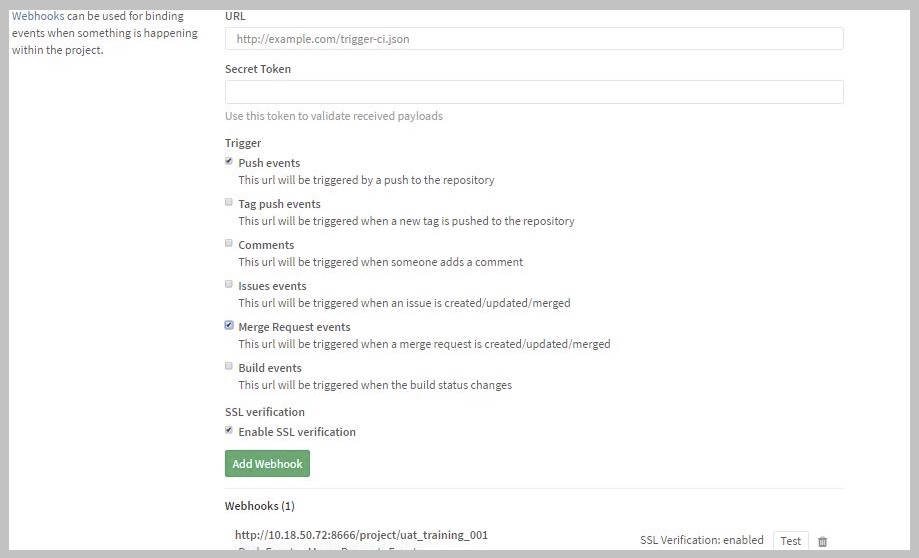 Webhooks can be used for binding
events when something is happening
within the project.
URL
http://example.com/trigger-ci.json
Secret Token
Use this token to validate received payloads
Trigger
Push events
This url will be triggered by a push to the repository
Tag push events
This url will be triggered when a new tag is pushed to the repository
Comments
This url will be triggered when someone adds a comment
Issues events
This url will be triggered when an issue is created/updated/merged
Merge Request events
This url will be triggered when a merge request is created/updated/merged
Build events
This url will be triggered when the build status changes
SSL verification
Enable SSL verification
Add Webhook
Webhooks (1)
http://10.18.50.72:8666/project/uat_training_001
SSL Verification: enabled Test